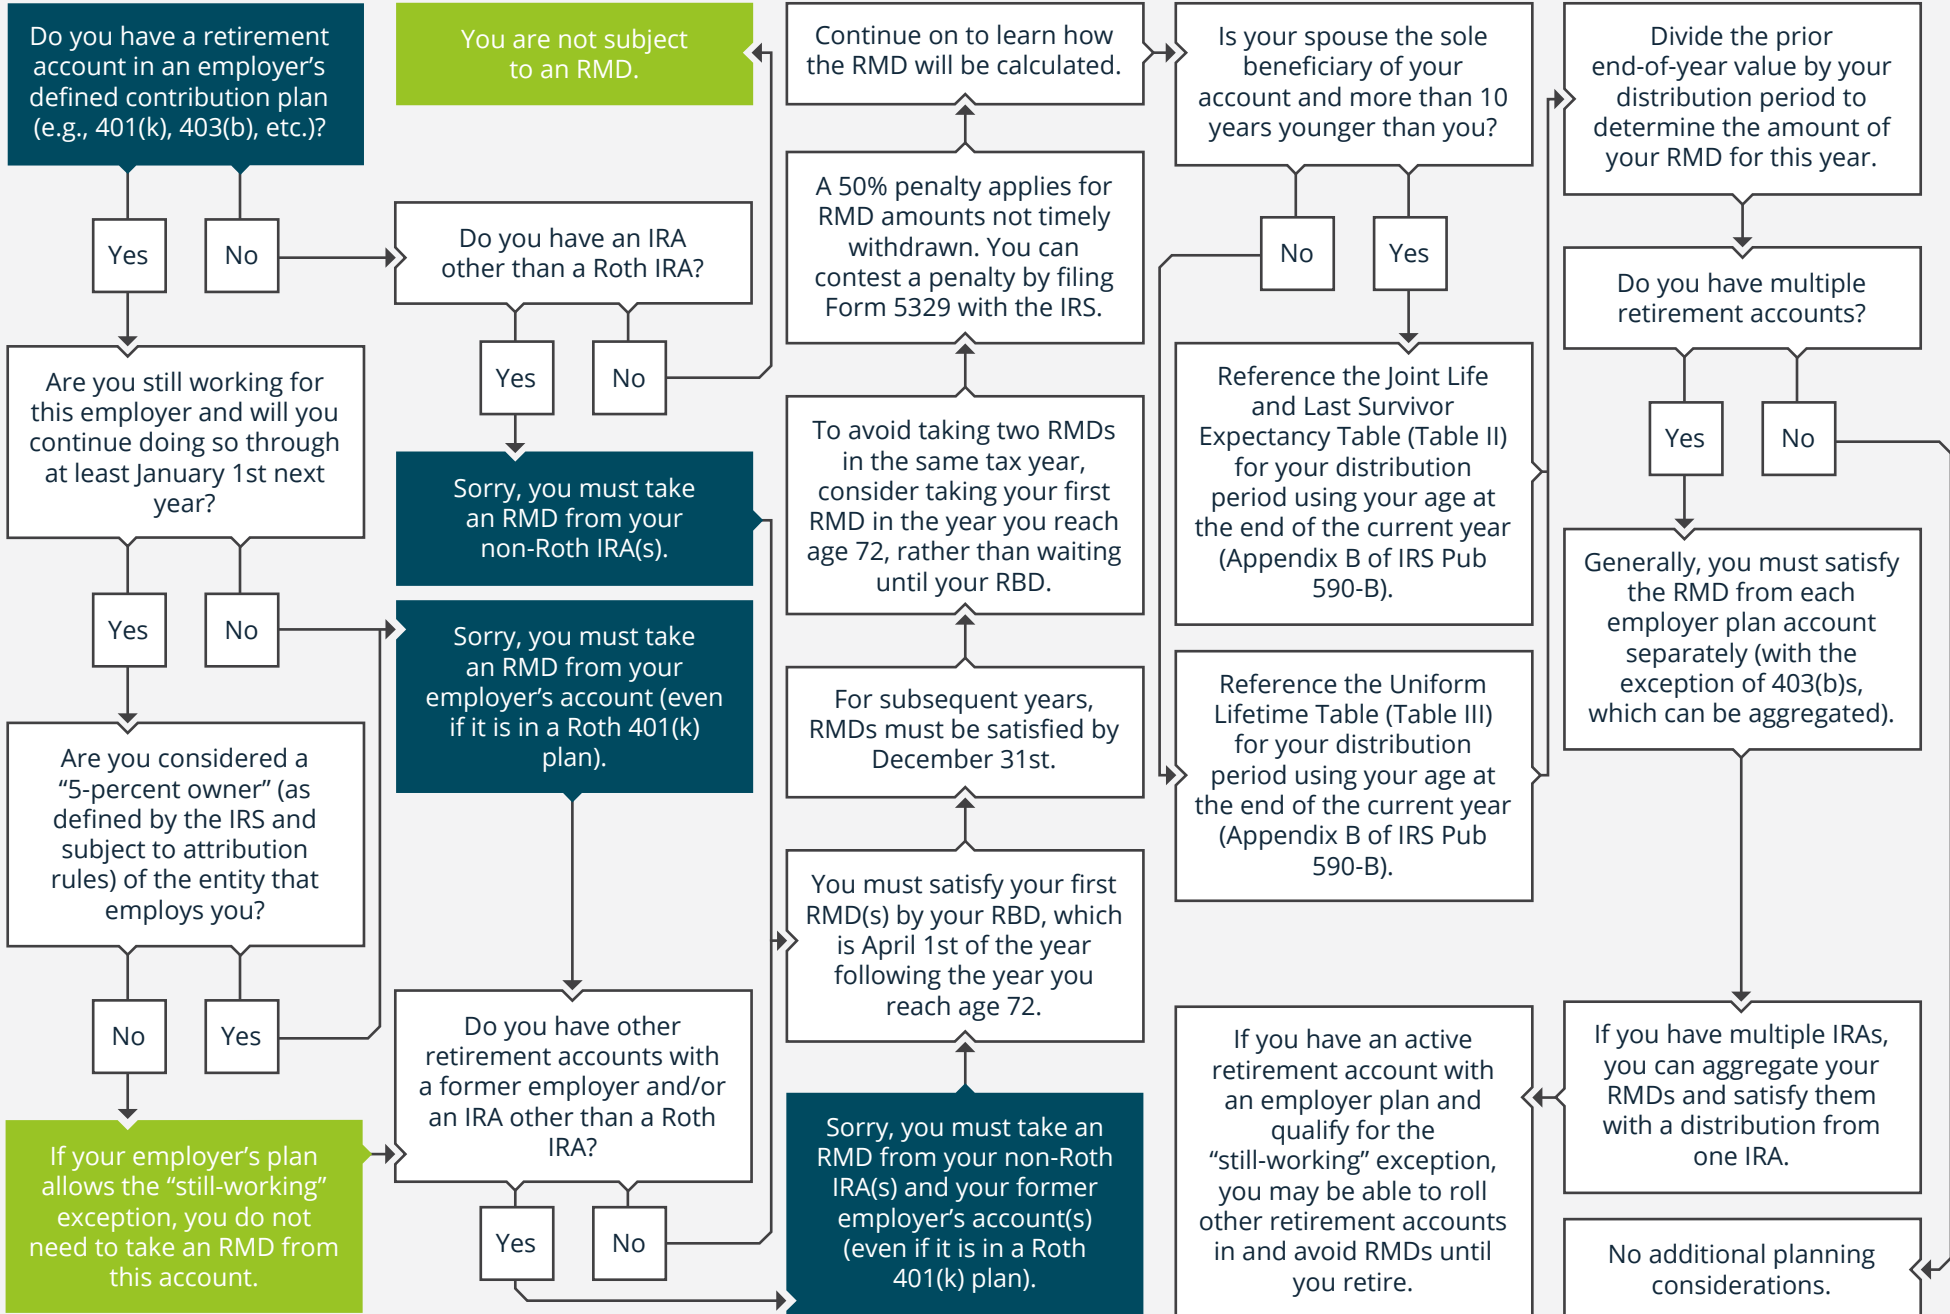 Do you have a retirement
account in an employer’s
defined contribution plan
(e.g., 401(k), 403(b), etc.)?
Yes
No
Are you still working for
this employer and will you
continue doing so through
at least January 1st next
year?
Yes
No
Are you considered a
“5-percent owner” (as
defined by the IRS and
subject to attribution
rules) of the entity that
employs you?
No
Yes
If your employer’s plan
allows the “still-working”
exception, you do not
need to take an RMD from
this account.
You are not subject
to an RMD.
Do you have an IRA
other than a Roth IRA?
Yes
No
Sorry, you must take
an RMD from your
non-Roth IRA(s).
Sorry, you must take
an RMD from your
employer’s account (even
if it is in a Roth 401(k)
plan).
Do you have other
retirement accounts with
a former employer and/or
an IRA other than a Roth
IRA?
Yes
No
Continue on to learn how
the RMD will be calculated.
A 50% penalty applies for
RMD amounts not timely
withdrawn. You can
contest a penalty by filing
Form 5329 with the IRS.
To avoid taking two RMDs
in the same tax year,
consider taking your first
RMD in the year you reach
age 72, rather than waiting
until your RBD.
For subsequent years,
RMDs must be satisfied by
December 31st.
You must satisfy your first
RMD(s) by your RBD, which
is April 1st of the year
following the year you
reach age 72.
Sorry, you must take an
RMD from your non-Roth
IRA(s) and your former
employer’s account(s)
(even if it is in a Roth
401(k) plan).
Is your spouse the sole
beneficiary of your
account and more than 10
years younger than you?
No
Yes
Reference the Joint Life
and Last Survivor
Expectancy Table (Table II)
for your distribution
period using your age at
the end of the current year
(Appendix B of IRS Pub
590-B).
Reference the Uniform
Lifetime Table (Table III)
for your distribution
period using your age at
the end of the current year
(Appendix B of IRS Pub
590-B).
If you have an active
retirement account with
an employer plan and
qualify for the
“still-working” exception,
you may be able to roll
other retirement accounts
in and avoid RMDs until
you retire.
Divide the prior
end-of-year value by your
distribution period to
determine the amount of
your RMD for this year.
Do you have multiple
retirement accounts?
Yes
No
Generally, you must satisfy
the RMD from each
employer plan account
separately (with the
exception of 403(b)s,
which can be aggregated).
If you have multiple IRAs,
you can aggregate your
RMDs and satisfy them
with a distribution from
one IRA.
No additional planning
considerations.